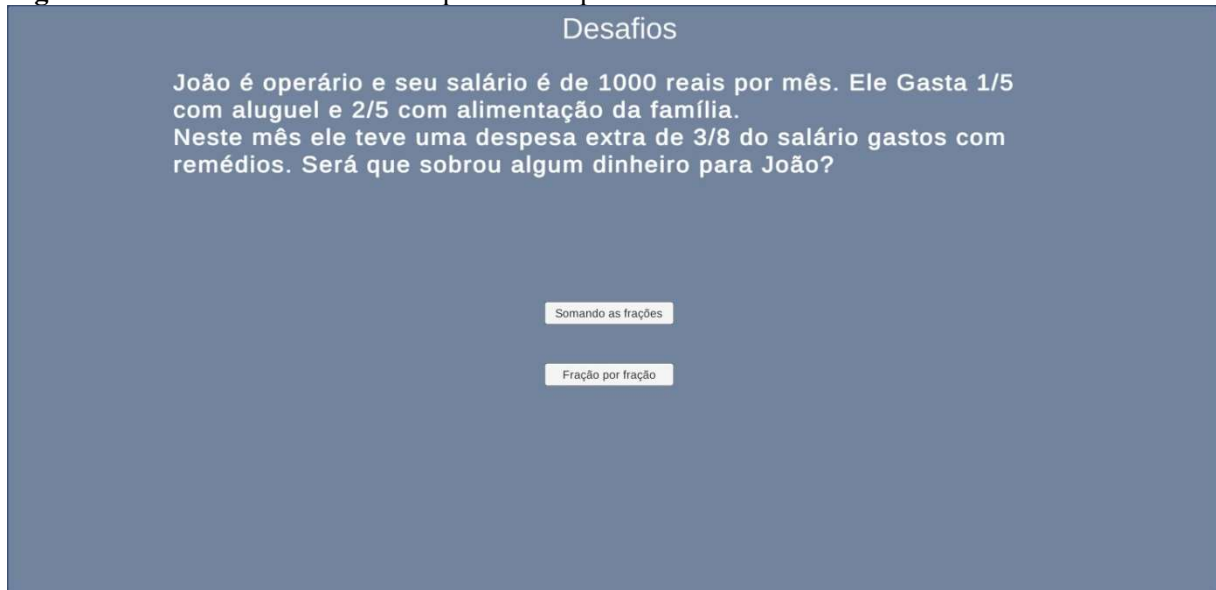 Desafios
João é operário e seu salário é de 1000 reais por mês. Ele Gasta 1/5
com aluguel e 2/5 com alimentação da família.
Neste mês ele teve uma despesa extra de 3/8 do salário gastos com
remédios. Será que sobrou algum dinheiro para João?
Somando as frações
Fração por fração